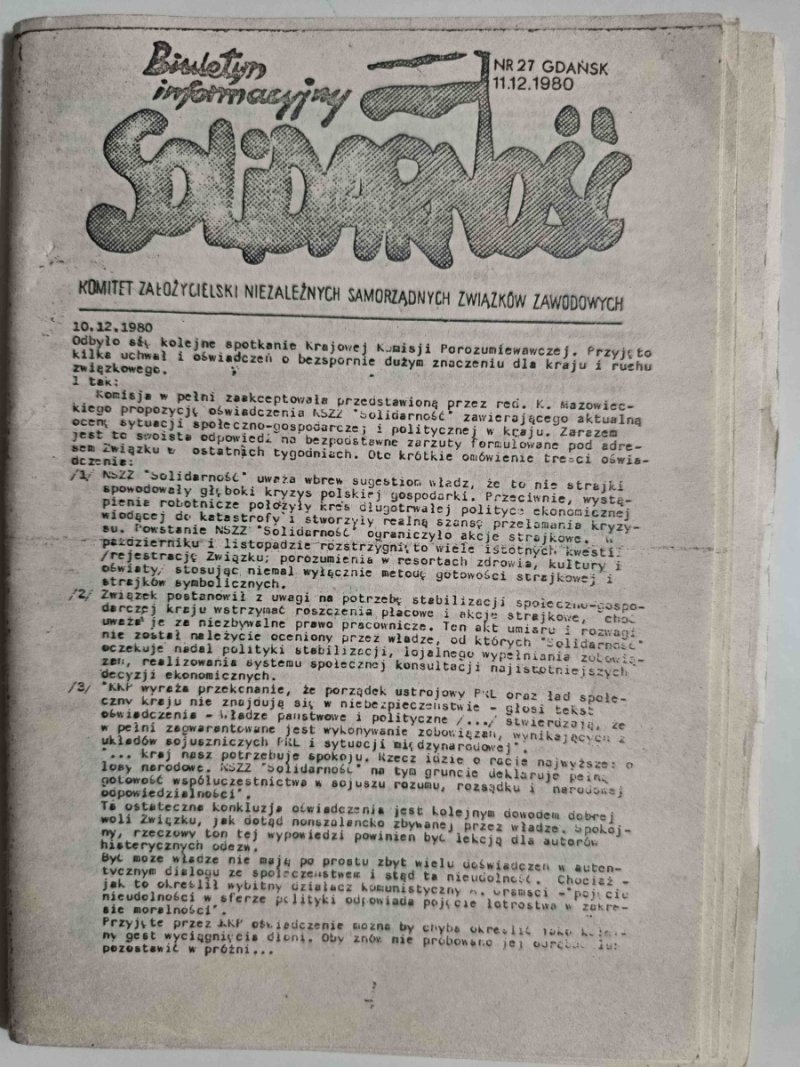 Biuletyn
informacyjny
NR 27 GDAŃSK
11.12.1980
SOLIDARNOŚĆ
KOMITET ZAŁOŻYCIELSKI NIEZALEŻNYCH SAMORZĄDNYCH ZWIĄZKÓW ZAWODOWYCH
10.12.1980
Odbyło się kolejne spotkanie Krajowej Komisji Porozumiewawczej. Przyjęto
kilka uchwał i oświadczeń o bezspornie dużym znaczeniu dla kraju i ruchu
związkowego.
I tak:
Komisja w pełni zaakceptowała przedstawioną przez red. K. Mazowiec-
kiego propozycję oświadczenia NSZZ "Solidarność" zawierającego aktualną
ocenę sytuacji społeczno-gospodarczej i politycznej w kraju. Zarazem
jest to swoista odpowiedź na bezpodstawne zarzuty formułowane pod adre-
sem Związku w ostatnich tygodniach. Oto krótkie omówienie treści oświa-
dczenia:
/1/ NSZZ "Solidarność" uważa wbrew sugestiom władz, że to nie strajki
spowodowały głęboki kryzys polskiej gospodarki. Przeciwnie, wystą-
pienia robotnicze położyły kres długotrwałej polityce ekonomicznej
wiodącej do katastrofy i stworzyły realną szansę przełamania kryzy-
su. Powstanie NSZZ "Solidarność" ograniczyło akcje strajkowe. W
październiku i listopadzie rozstrzygnięto wiele istotnych kwestii
/rejestrację Związku; porozumienia w resortach zdrowia, kultury i
oświaty, stosując niemal wyłącznie metodę gotowości strajkowej i
strajków symbolicznych.
/2/ Związek postanowił z uwagi na potrzebę stabilizacji społeczno-gospo-
darczej kraju wstrzymać roszczenia płacowe i akcje strajkowe, choć
uważa je za niezbywalne prawo pracownicze. Ten akt umiaru i rozwagi
nie został należycie oceniony przez władze, od których "Solidarność"
oczekuje nadal polityki stabilizacji, lojalnego wypełniania zobowią-
zań, realizowania systemu społecznej konsultacji najistotniejszych
decyzji ekonomicznych.
/3/ "KKP wyraża przekonanie, że porządek ustrojowy PRL oraz ład społe-
czny kraju nie znajdują się w niebezpieczeństwie - głosi tekst
oświadczenia - Władze państwowe i polityczne /.../ stwierdzają, że
w pełni zagwarantowane jest wykonywanie zobowiązań, wynikających z
układów sojuszniczych PRL i sytuacji międzynarodowej".
"... kraj nasz potrzebuje spokoju. Rzecz idzie o racje najwyższe: o
losy narodowe. NSZZ "Solidarność" na tym gruncie deklaruje pełną
gotowość współuczestnictwa w sojuszu rozumu, rozsądku i narodowej
odpowiedzialności".
Ta ostateczna konkluzja oświadczenia jest kolejnym dowodem dobrej
woli Związku, jak dotąd nonszalancko zbywanej przez władze. Spokoj-
ny, rzeczowy ton tej wypowiedzi powinien być lekcją dla autorów
histerycznych odezw.
Być może władze nie mają po prostu zbyt wielu doświadczeń w auten-
tycznym dialogu ze społeczeństwem i stąd ta nieudolność. Chociaż -
jak to określił wybitny działacz komunistyczny A. Gramsci - "pojęciu
nieudolności w sferze polityki odpowiada pojęcie łotrostwa w zakre-
sie moralności".
Przyjęte przez KKP oświadczenie można by chyba określić jako kolej-
ny gest wyciągnięcia dłoni. Oby znów nie próbowano jej lub
pozostawić w próżni...